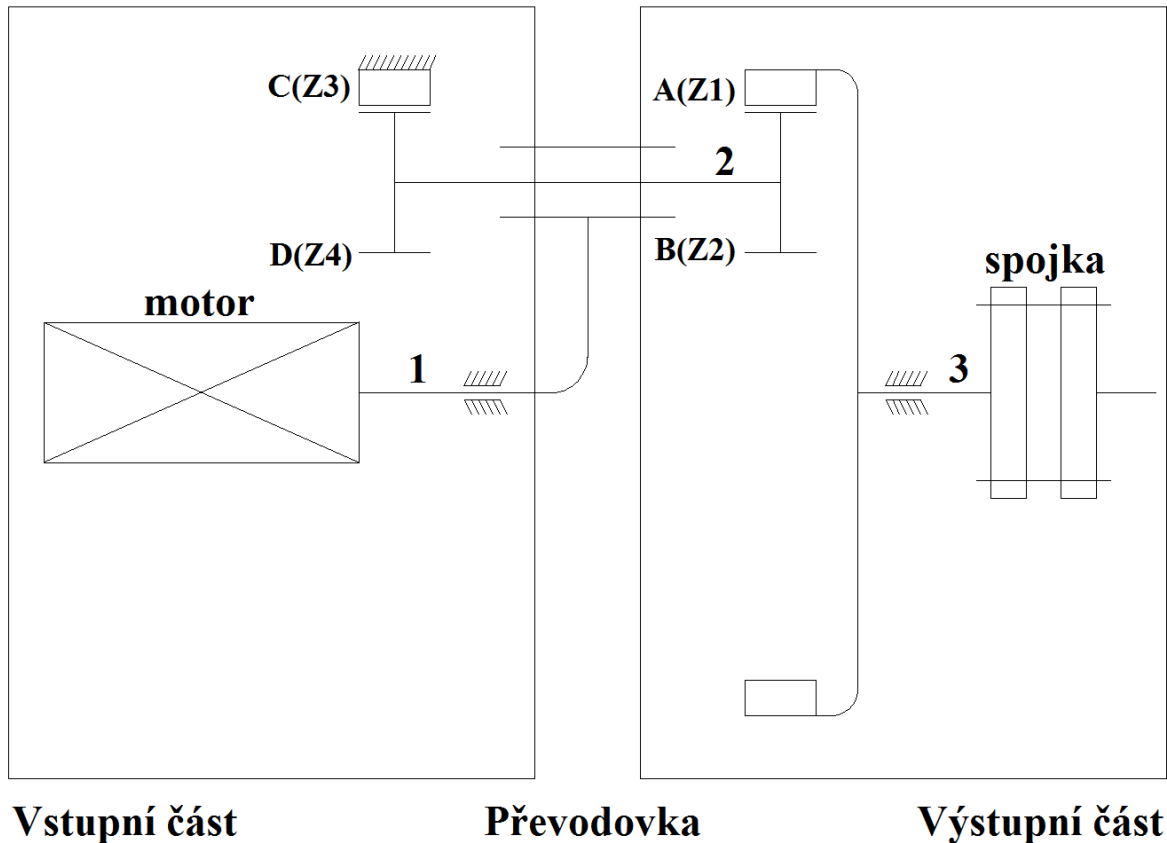 C(Z3)
A(Z1)
2
D(Z4)
B(Z2)
spojka
motor
1
3
Vstupní část
Převodovka
Výstupní část